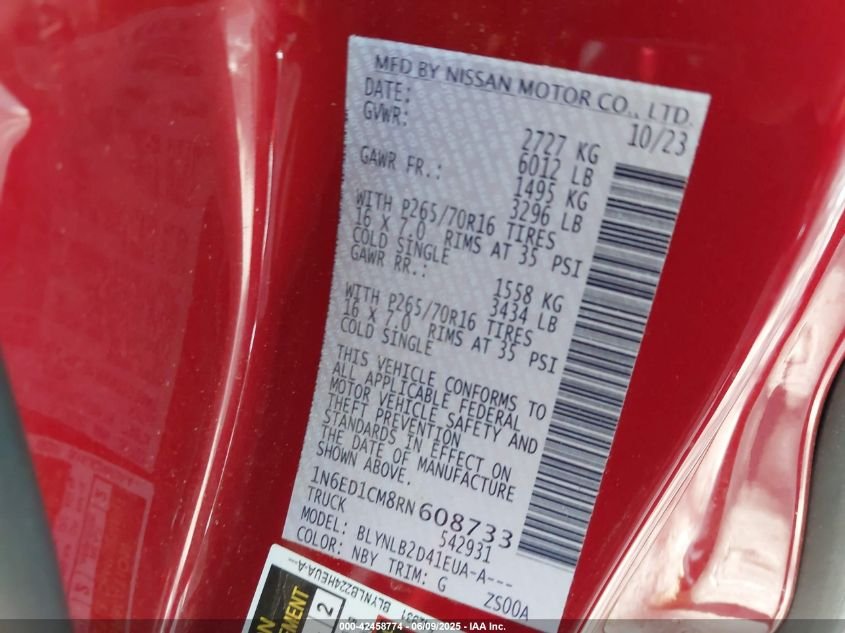 MFD BY NISSAN MOTOR CO., LTD.
DATE: 10/23
GVWR: 2727 KG
6012 LB
GAWR FR.: 1495 KG
3296 LB
WITH P265/70R16 TIRES
16 X 7.0 RIMS AT 35 PSI
COLD SINGLE
GAWR RR.: 1558 KG
3434 LB
WITH P265/70R16 TIRES
16 X 7.0 RIMS AT 35 PSI
COLD SINGLE
THIS VEHICLE CONFORMS TO
ALL APPLICABLE FEDERAL
MOTOR VEHICLE SAFETY AND
THEFT PREVENTION
STANDARDS IN EFFECT ON
THE DATE OF MANUFACTURE
SHOWN ABOVE.
1N6ED1CM8RN608733
TRUCK 542931
MODEL: BLYNLB2D41EUA-A---
COLOR: NBY TRIM: G ZS00A
BLYNLB224HEUA-A---
2
000-42458774 - 06/09/2025 - IAA Inc.